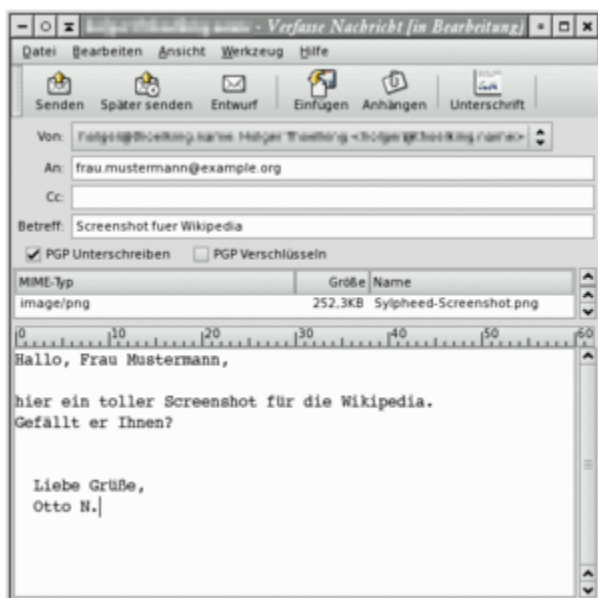 - Verfasse Nachricht [in Bearbeitung]
Datei Bearbeiten Ansicht Werkzeug Hilfe
Senden Später senden Entwurf Einfügen Anhängen Unterschrift
Von:
An: frau.mustermann@example.org
Cc:
Betreff: Screenshot fuer Wikipedia
PGP Unterschreiben PGP Verschlüsseln
MIME-Typ Größe Name
image/png 252,3KB Sylpheed-Screenshot.png
0 10 20 30 40 50 60
Hallo, Frau Mustermann,
hier ein toller Screenshot für die Wikipedia.
Gefällt er Ihnen?
Liebe Grüße,
Otto N.